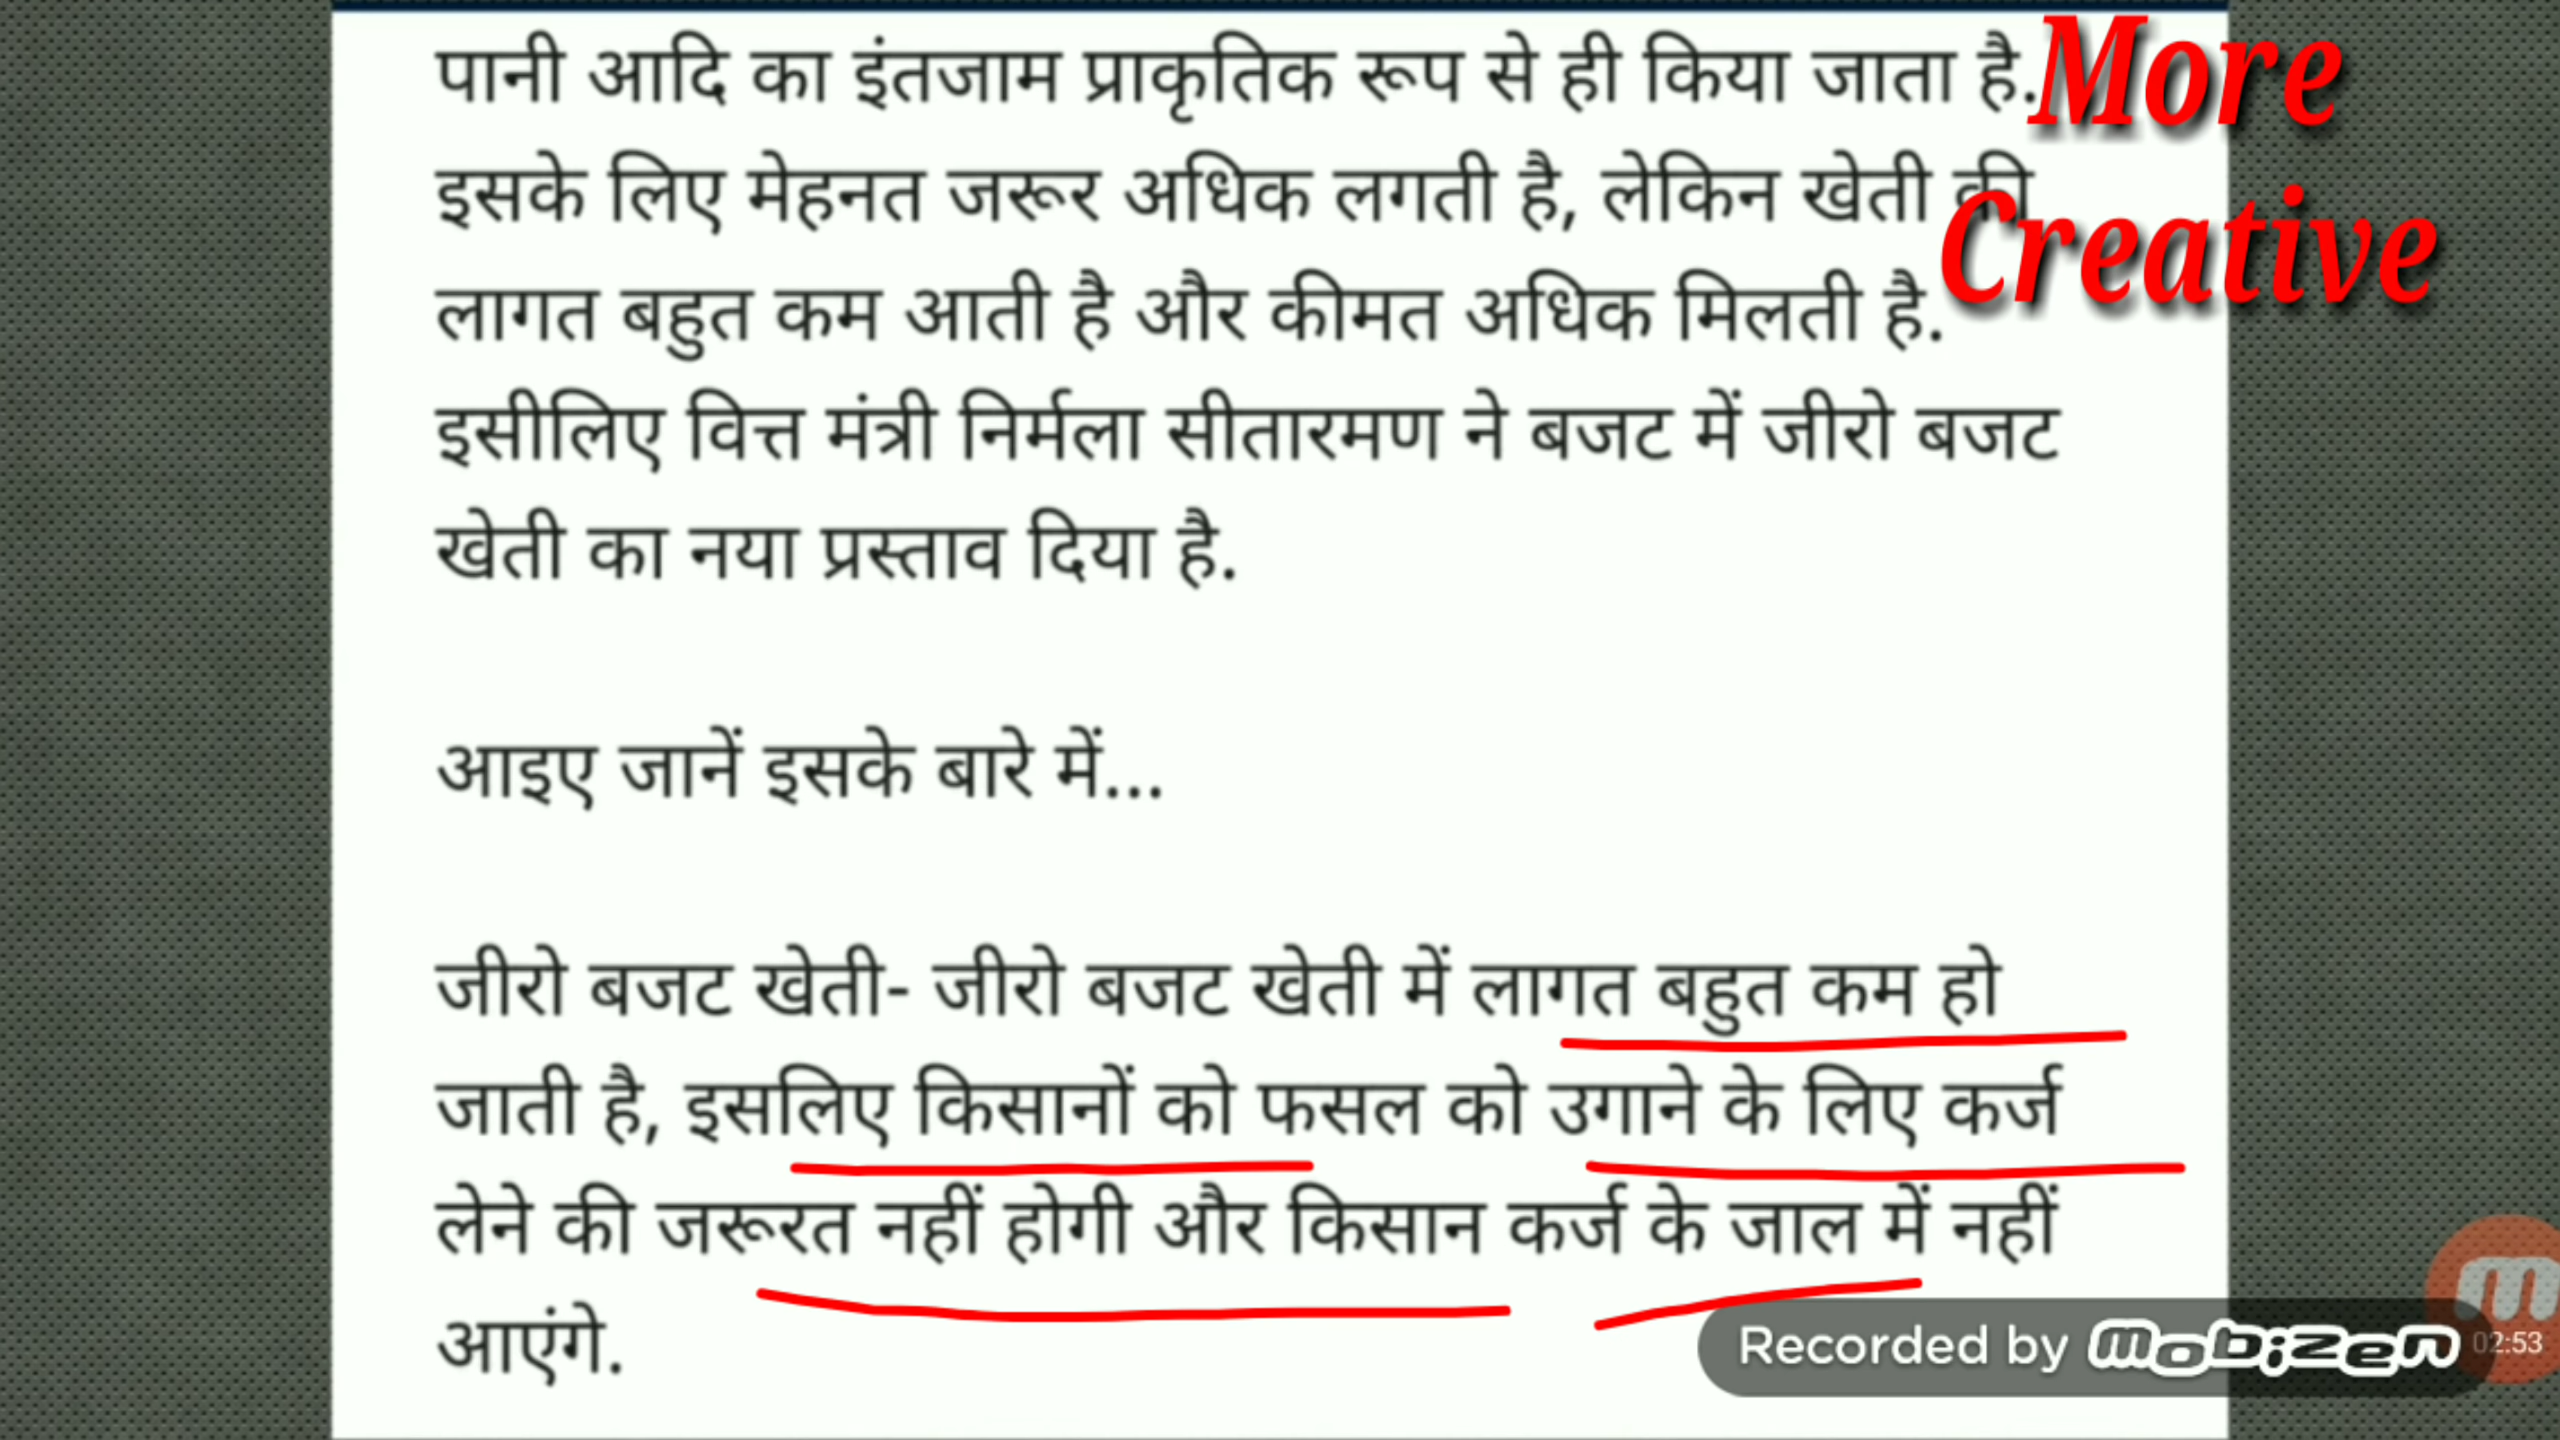 पानी आदि का इंतजाम प्राकृतिक रूप से ही किया जाता है.
इसके लिए मेहनत जरूर अधिक लगती है, लेकिन खेती की
लागत बहुत कम आती है और कीमत अधिक मिलती है.
इसीलिए वित्त मंत्री निर्मला सीतारमण ने बजट में जीरो बजट
खेती का नया प्रस्ताव दिया है.
आइए जानें इसके बारे में...
जीरो बजट खेती- जीरो बजट खेती में लागत बहुत कम हो
जाती है, इसलिए किसानों को फसल को उगाने के लिए कर्ज
लेने की जरूरत नहीं होगी और किसान कर्ज के जाल में नहीं
आएंगे.
More
Creative
Recorded by mobizen
02:53